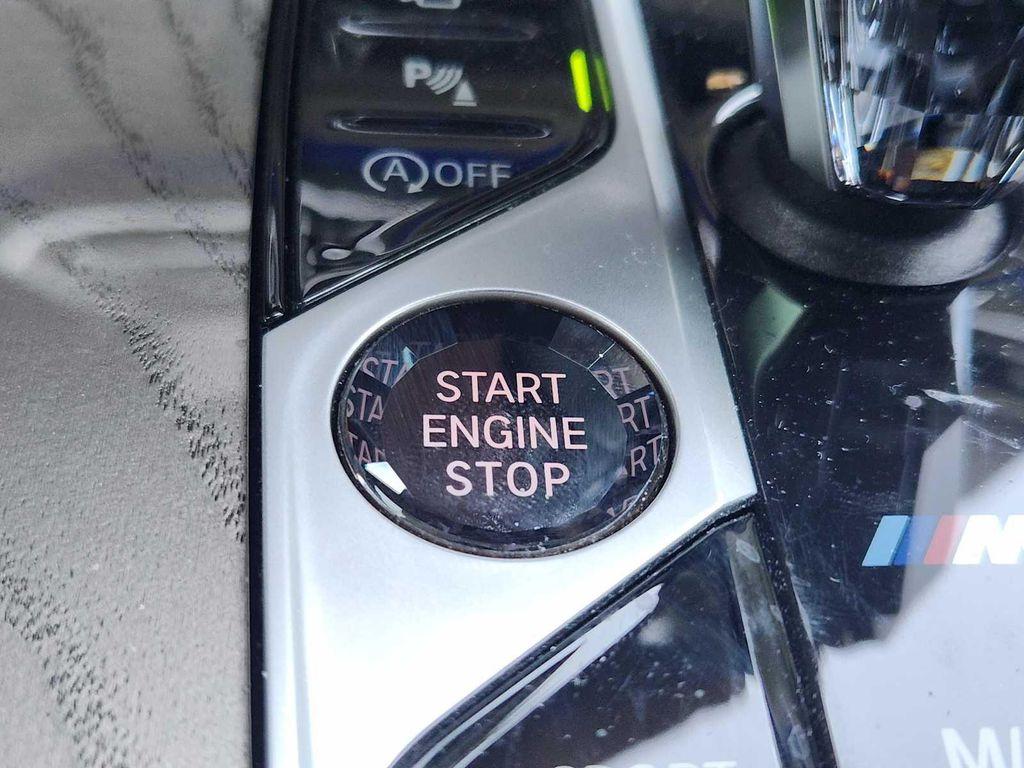 P
A OFF
START
ENGINE
STOP
M